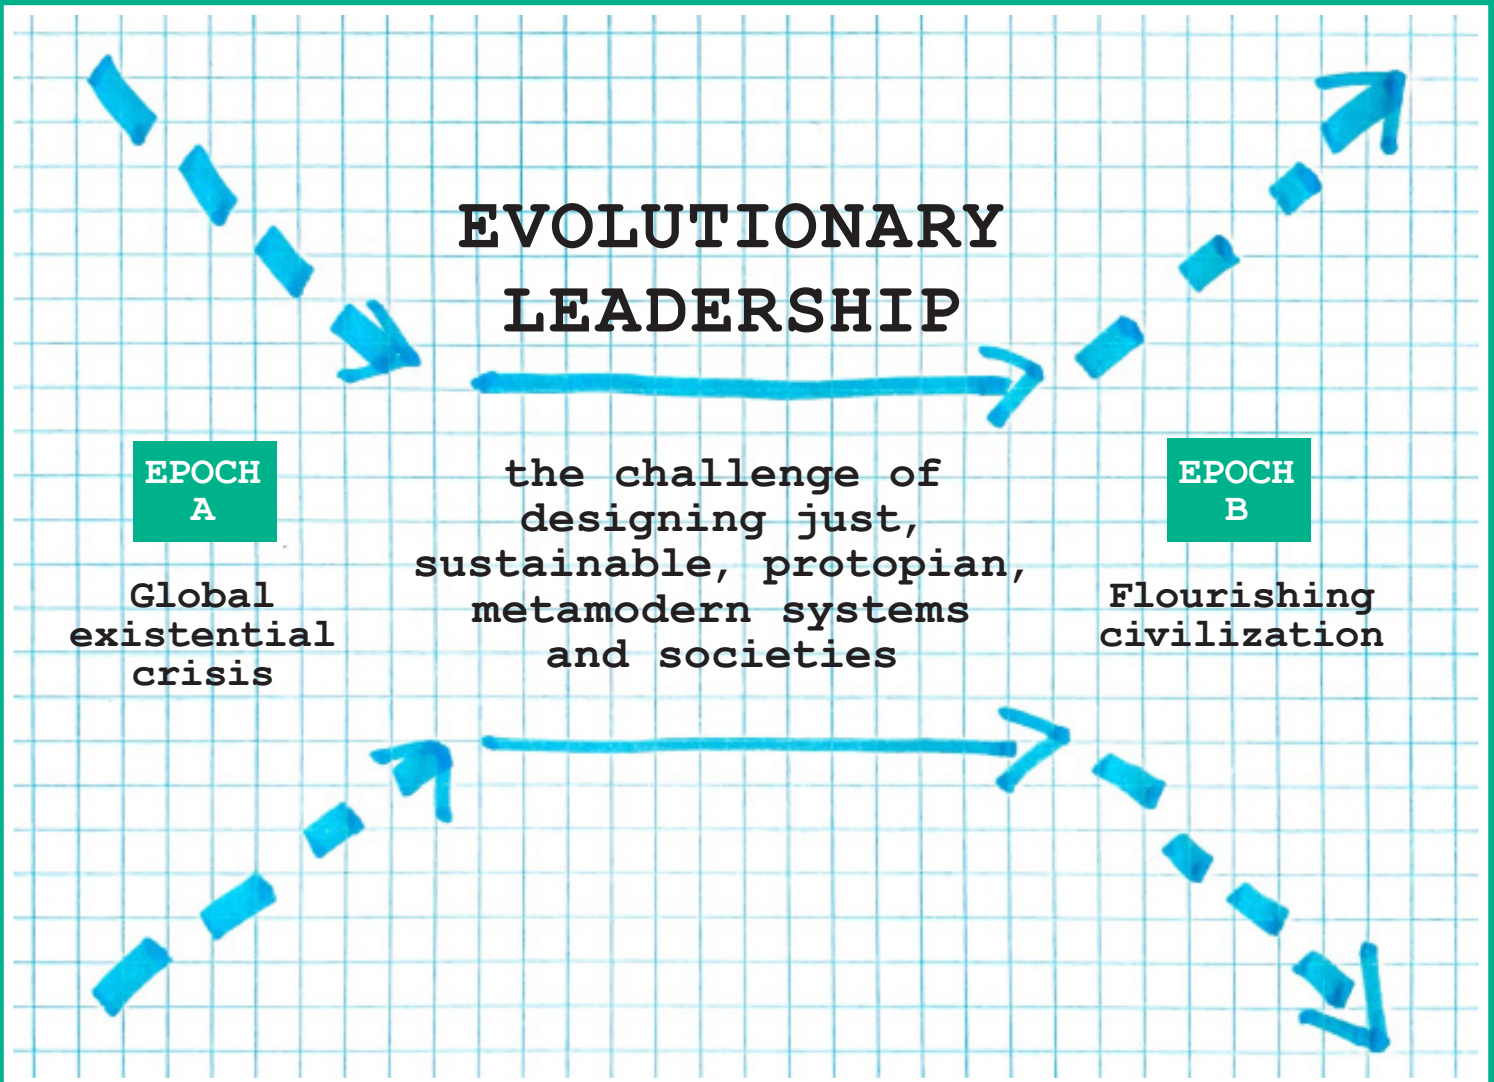 EVOLUTIONARY
LEADERSHIP
EPOCH
A
Global
existential
crisis
the challenge of
designing just,
sustainable, protopian,
metamodern systems
and societies
EPOCH
B
Flourishing
civilization